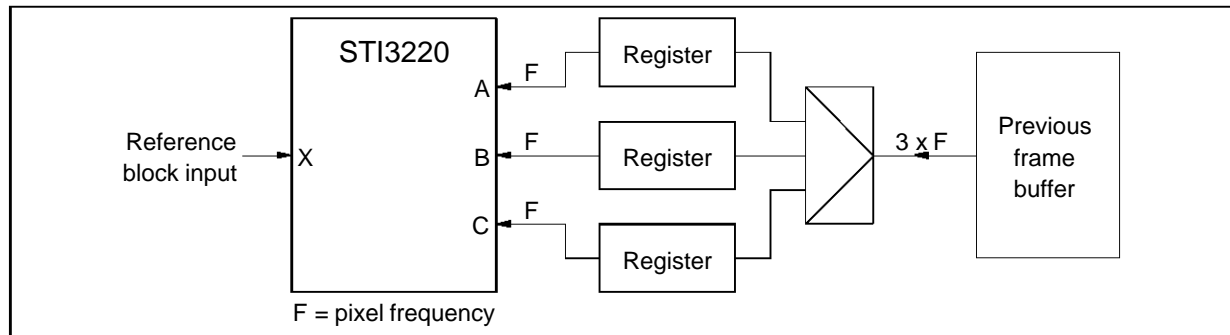 STI3220
Reference
block input
X
A
B
C
F
F
F
Register
Register
Register
3 x F
Previous
frame
buffer
F = pixel frequency